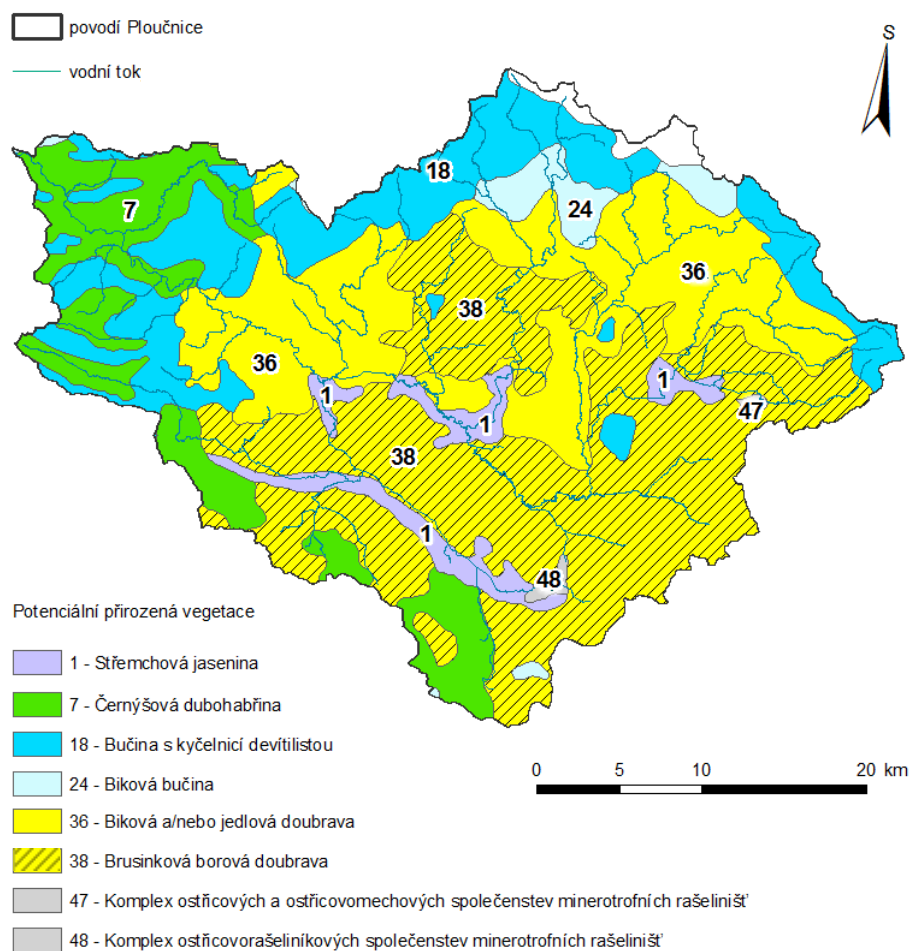 povodí Ploučnice
vodní tok
S
18
7
24
36
38
36
1
1
1
47
38
1
48
Potenciální přirozená vegetace
1 - Střemchová jasenina
7 - Černýšová dubohabřina
18 - Bučina s kyčelnicí devítilistou
24 - Biková bučina
36 - Biková a/nebo jedlová doubrava
38 - Brusinková borová doubrava
47 - Komplex ostřicových a ostřicovomechových společenstev minerotrofních rašelinišť
48 - Komplex ostřicovorašeliníkových společenstev minerotrofních rašelinišť
0 5 10 20 km